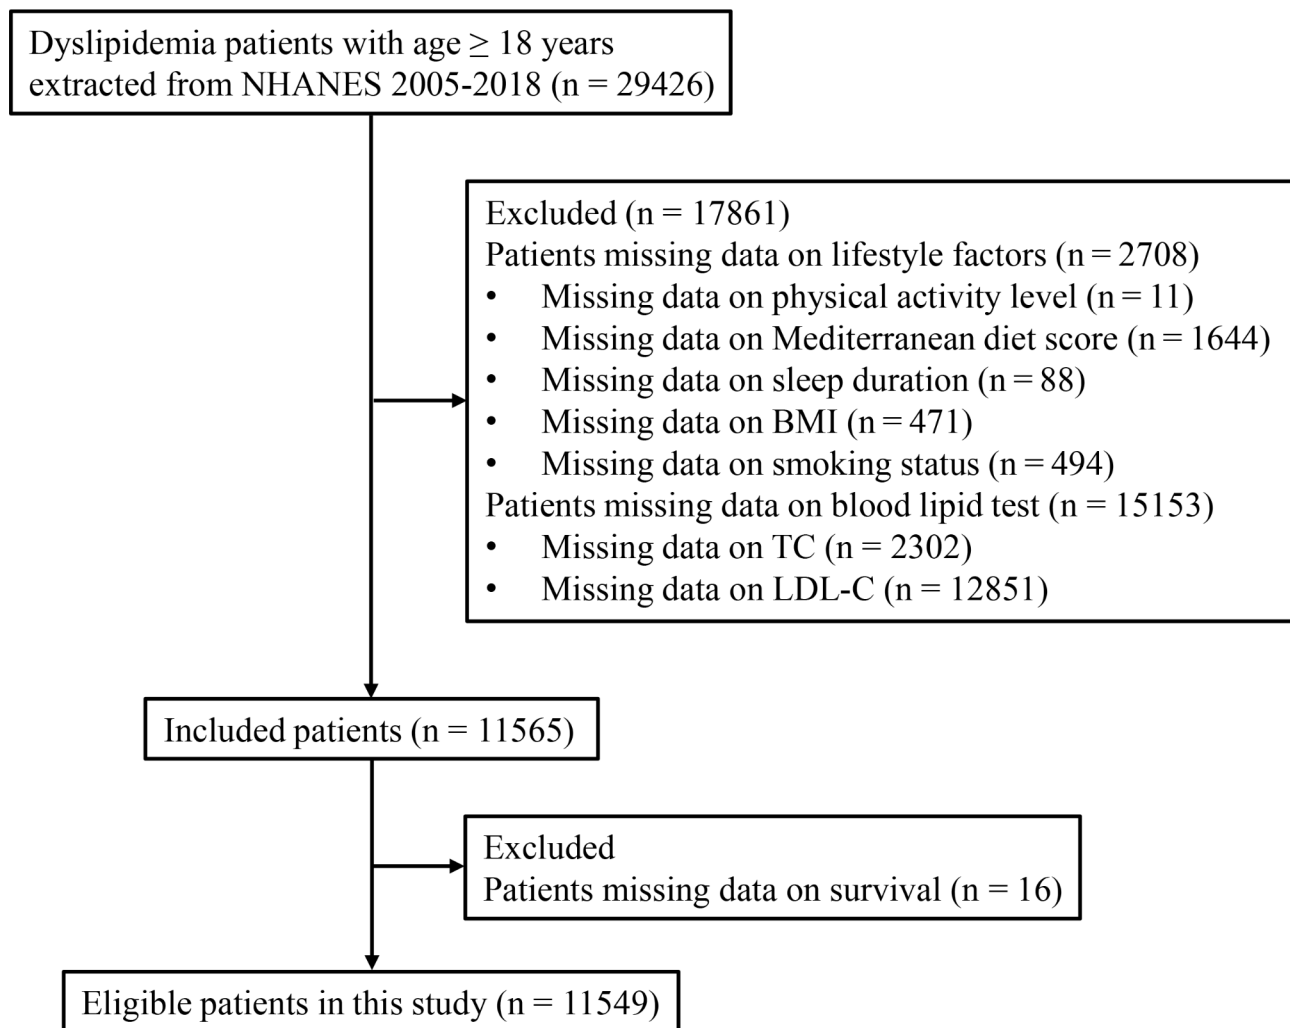 Dyslipidemia patients with age ≥ 18 years
extracted from NHANES 2005-2018 (n = 29426)
Excluded (n = 17861)
Patients missing data on lifestyle factors (n = 2708)
• Missing data on physical activity level (n = 11)
• Missing data on Mediterranean diet score (n = 1644)
• Missing data on sleep duration (n = 88)
• Missing data on BMI (n = 471)
• Missing data on smoking status (n = 494)
Patients missing data on blood lipid test (n = 15153)
• Missing data on TC (n = 2302)
• Missing data on LDL-C (n = 12851)
Included patients (n = 11565)
Excluded
Patients missing data on survival (n = 16)
Eligible patients in this study (n = 11549)